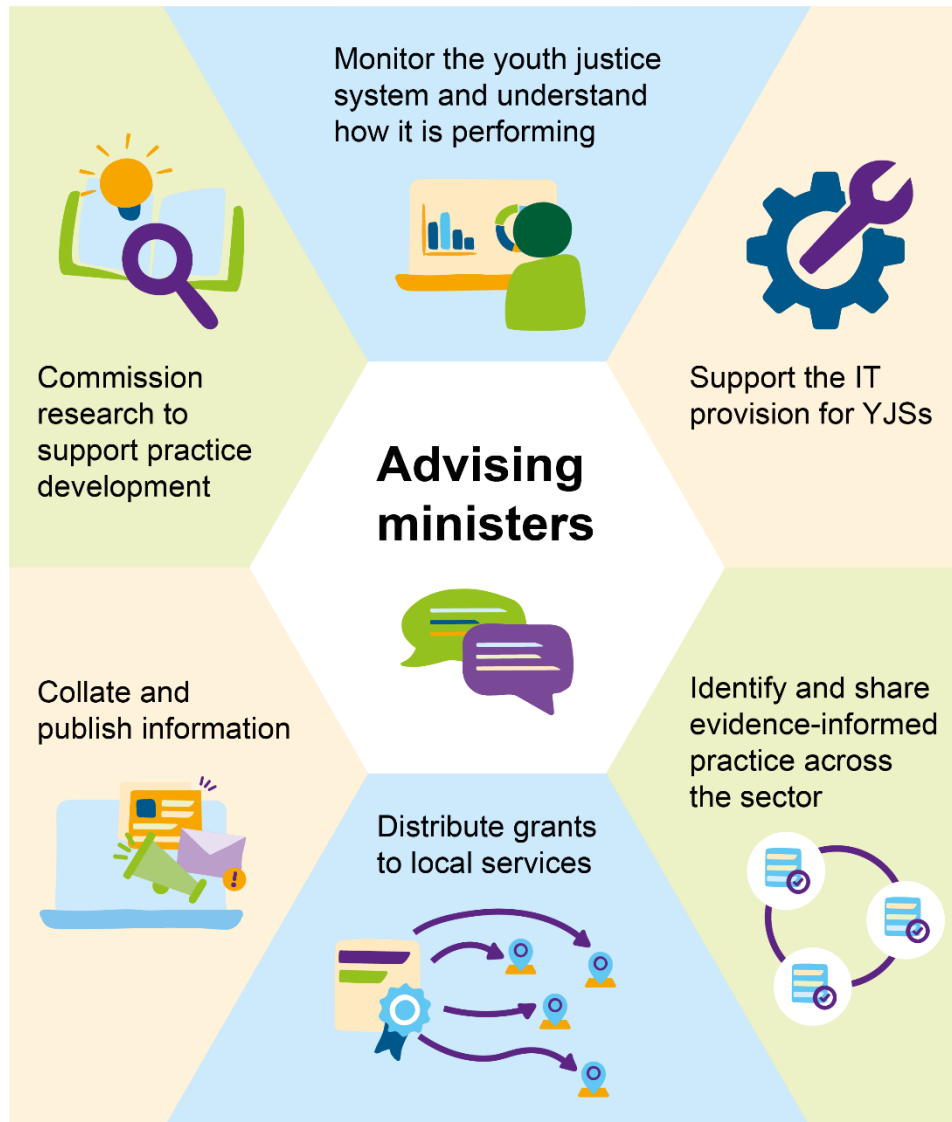 Monitor the youth justice
system and understand
how it is performing
Commission
research to
support practice
development
Support the IT
provision for YJSs
Advising
ministers
Collate and
publish information
Identify and share
evidence-informed
practice across
the sector
Distribute grants
to local services